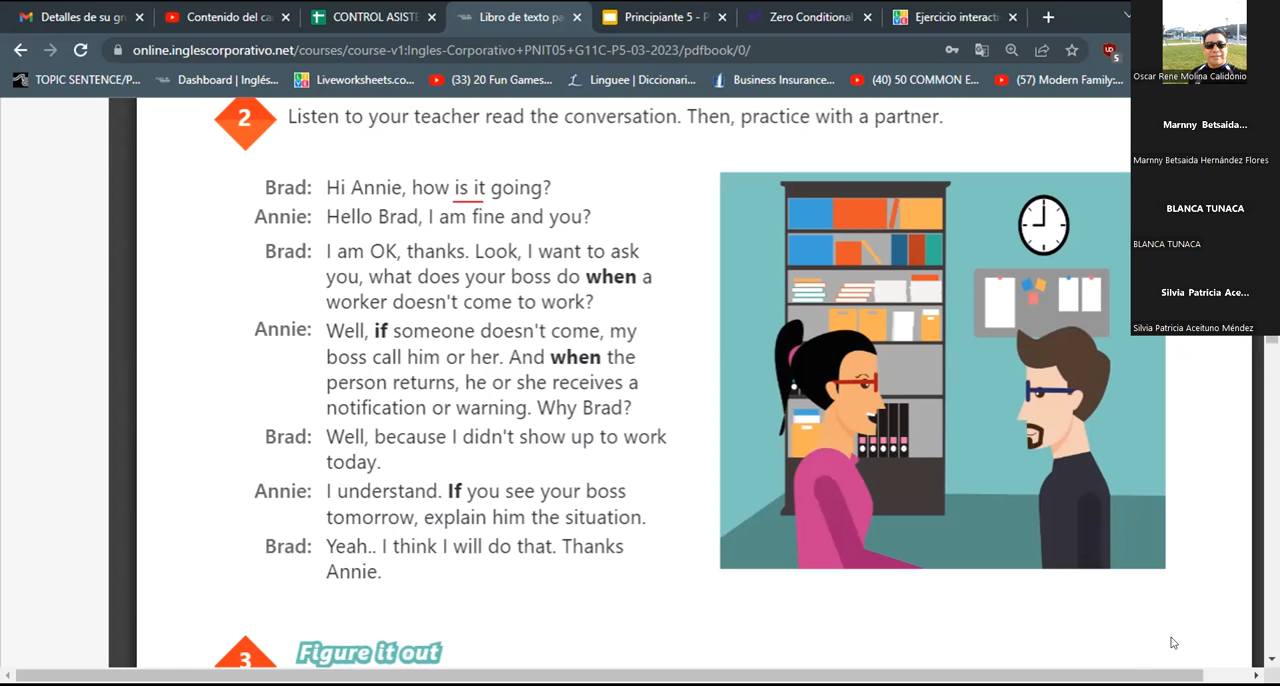 Detalles de su gr
Contenido del ca
CONTROL ASIST
Libro de texto pa
Principiante 5 - P
Zero Conditional
Ejercicio interacti
online.inglescorporativo.net/courses/course-v1:Ingles-Corporativo+PNIT05+G11C-P5-03-2023/pdfbook/0/
5
TOPIC SENTENCE/P...
Dashboard | Inglés...
Liveworksheets.co...
(33) 20 Fun Games...
Linguee | Diccionari...
Business Insurance...
(40) 50 COMMON E...
(57) Modern Family:...
Oscar Rene Molina Calidonio
Marnny Betsaida...
Marnny Betsaida Hernández Flores
BLANCA TUNACA
BLANCA TUNACA
Silvia Patricia Ace...
Silvia Patricia Aceituno Méndez
2
Listen to your teacher read the conversation. Then, practice with a partner.
Brad: Hi Annie, how is it going?
Annie: Hello Brad, I am fine and you?
Brad: I am OK, thanks. Look, I want to ask
you, what does your boss do when a
worker doesn't come to work?
Annie: Well, if someone doesn't come, my
boss call him or her. And when the
person returns, he or she receives a
notification or warning. Why Brad?
Brad: Well, because I didn't show up to work
today.
Annie: I understand. If you see your boss
tomorrow, explain him the situation.
Brad: Yeah.. I think I will do that. Thanks
Annie.
3
Figure it out